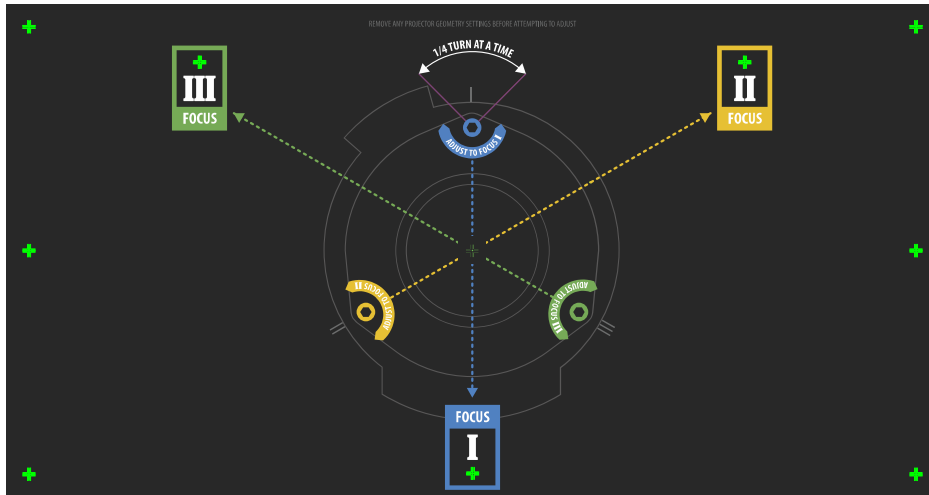 REMOVE ANY PROJECTOR GEOMETRY SETTINGS BEFORE ATTEMPTING TO ADJUST
1/4 TURN AT A TIME
III
FOCUS
II
FOCUS
ADJUST TO FOCUS I
ADJUST TO FOCUS II
ADJUST TO FOCUS III
FOCUS
I